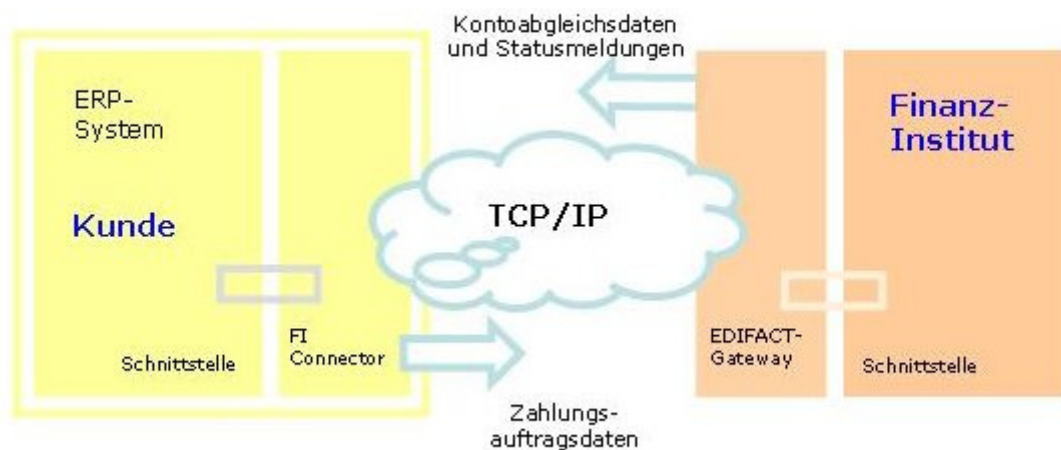 Kontoabgleichsdaten
und Statusmeldungen
ERP-
System
Kunde
Schnittstelle
FI
Connector
TCP/IP
Zahlungs-
auftragsdaten
EDIFACT-
Gateway
Finanz-
Institut
Schnittstelle